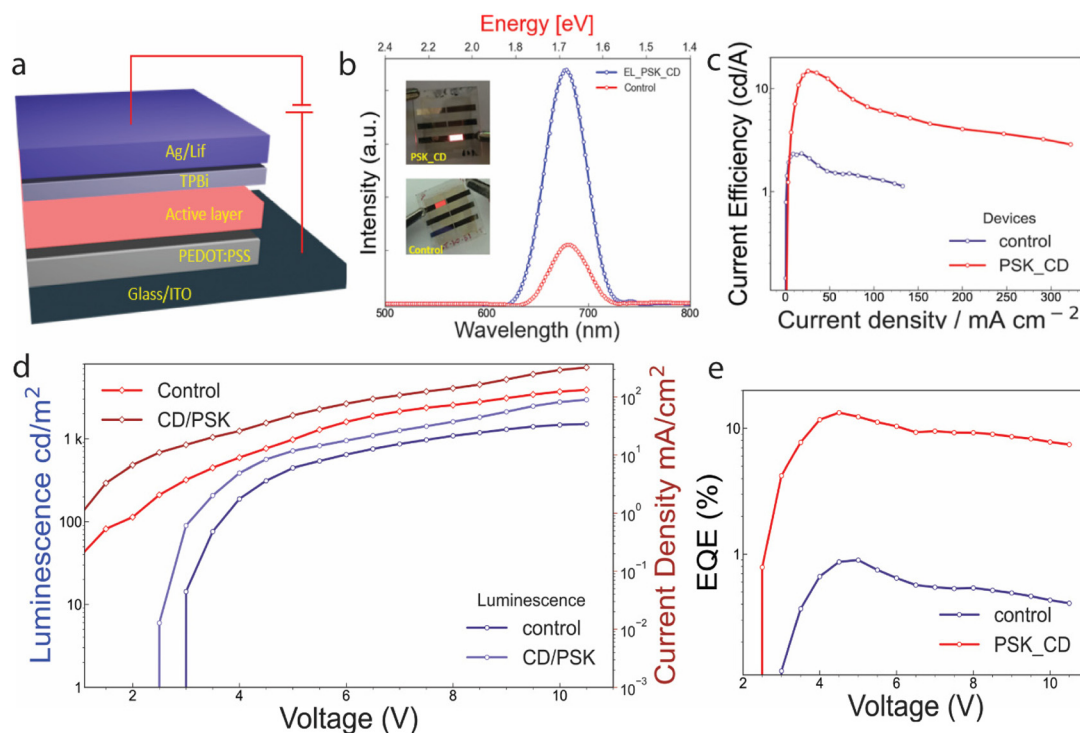 a
Ag/Lif
TPBi
Active layer
PEDOT:PSS
Glass/ITO
b
Energy [eV]
2.4 2.2 2.0 1.9 1.8 1.7 1.6 1.5 1.4
Intensity (a.u.)
EL_PSK_CD
Control
PSK_CD
Control
500 600 700 800
Wavelength (nm)
c
Current Efficiency (cd/A)
10
1
Devices
control
PSK_CD
0 50 100 150 200 250 300
Current density / mA cm − 2
d
Luminescence cd/m2
1 k
100
10
1
Control
CD/PSK
Luminescence
control
CD/PSK
102
101
100
10−1
10−2
10−3
Current Density mA/cm2
2 4 6 8 10
Voltage (V)
e
EQE (%)
10
1
control
PSK_CD
2 4 6 8 10
Voltage (V)